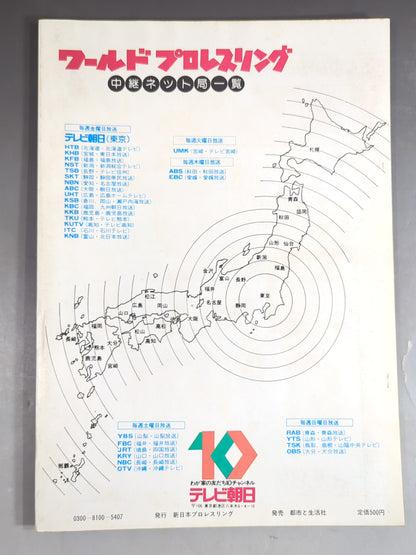 ワールド プロレスリング
中継ネット局一覧
毎週金曜日放送
テレビ朝日(東京)
HTB(北海道・北海道テレビ)
KHB(宮城・東日本放送)
KFB(福島・福島放送)
NST(新潟・新潟総合テレビ)
TSB(長野・テレビ信州)
SKT(静岡・静岡県民放送)
NBN(愛知・名古屋放送)
ABC(大阪・朝日放送)
UHT(広島・広島ホームテレビ)
KSB(香川、岡山・瀬戸内海放送)
KBC(福岡・九州朝日放送)
KKB(鹿児島・鹿児島放送)
TKU(熊本・テレビ熊本)
KUTV(高知・テレビ高知)
ITC(石川・石川テレビ)
KNB(富山・北日本放送)
毎週火曜日放送
UMK(宮崎・テレビ宮崎)
毎週木曜日放送
ABS(秋田・秋田放送)
EBC(愛媛・愛媛放送)
札幌
青森
秋田
盛岡
山形 仙台
新潟
福島
金沢
富山
長野
福井
名古屋
静岡
東京
松江
広島
岡山
山口
松山
高松
高知
大阪
福岡
長崎
熊本
大分
鹿児島
宮崎
那覇
毎週土曜日放送
YBS(山梨・山梨放送)
FBC(福井・福井放送)
JRT(徳島・四国放送)
KRY(山口・山口放送)
NBC(長崎・長崎放送)
OTV(沖縄・沖縄テレビ)
毎週日曜日放送
RAB(青森・青森放送)
YTS(山形・山形テレビ)
TSK(鳥取、島根・山陰中央テレビ)
OBS(大分・大分放送)
10
わが家の友だち10チャンネル
テレビ朝日
〒106 東京都港区六本木6-4-10
0300-8100-5407
発行 新日本プロレスリング
発売 都市と生活社
定価500円